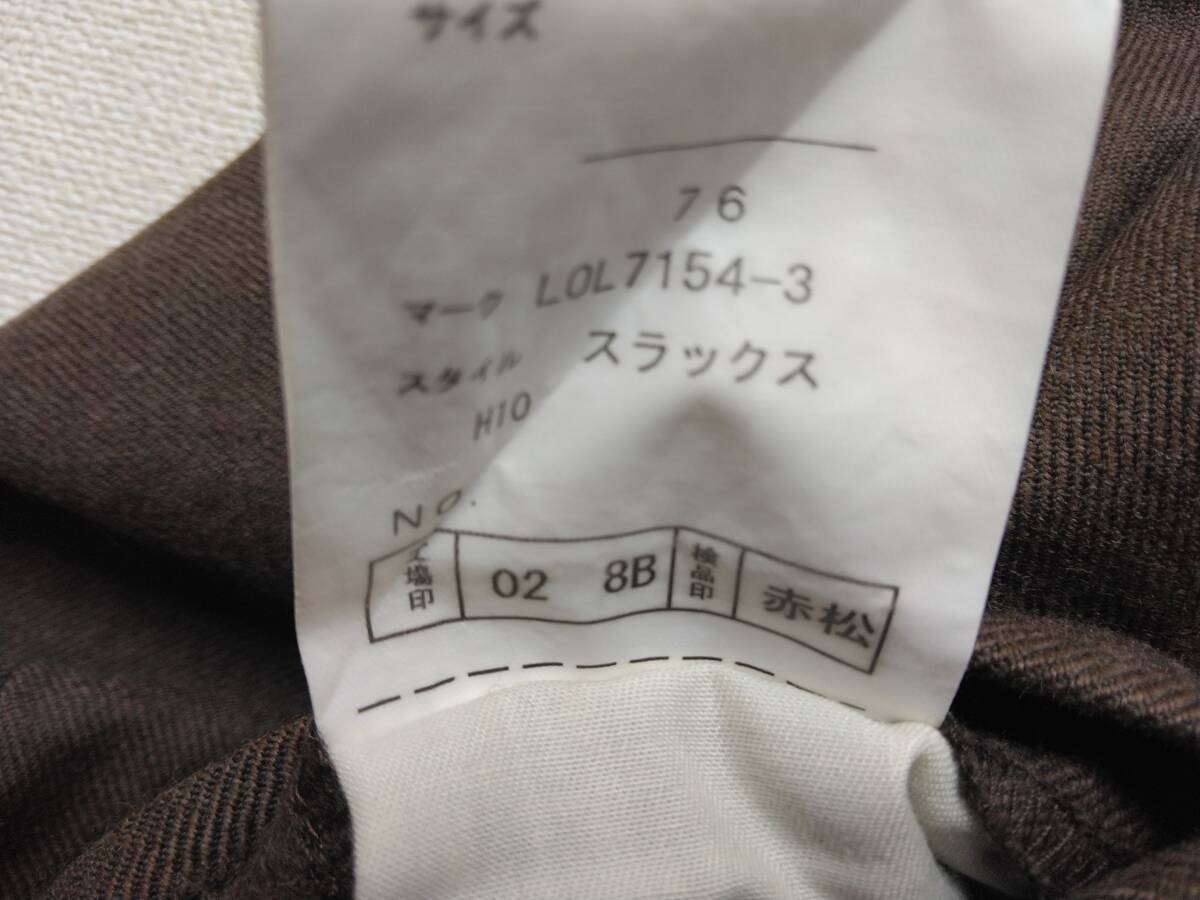 サイズ
76
マーク LOL7154-3
スタイル スラックス
H10
NO.
工場印 02 8B 検品印 赤松